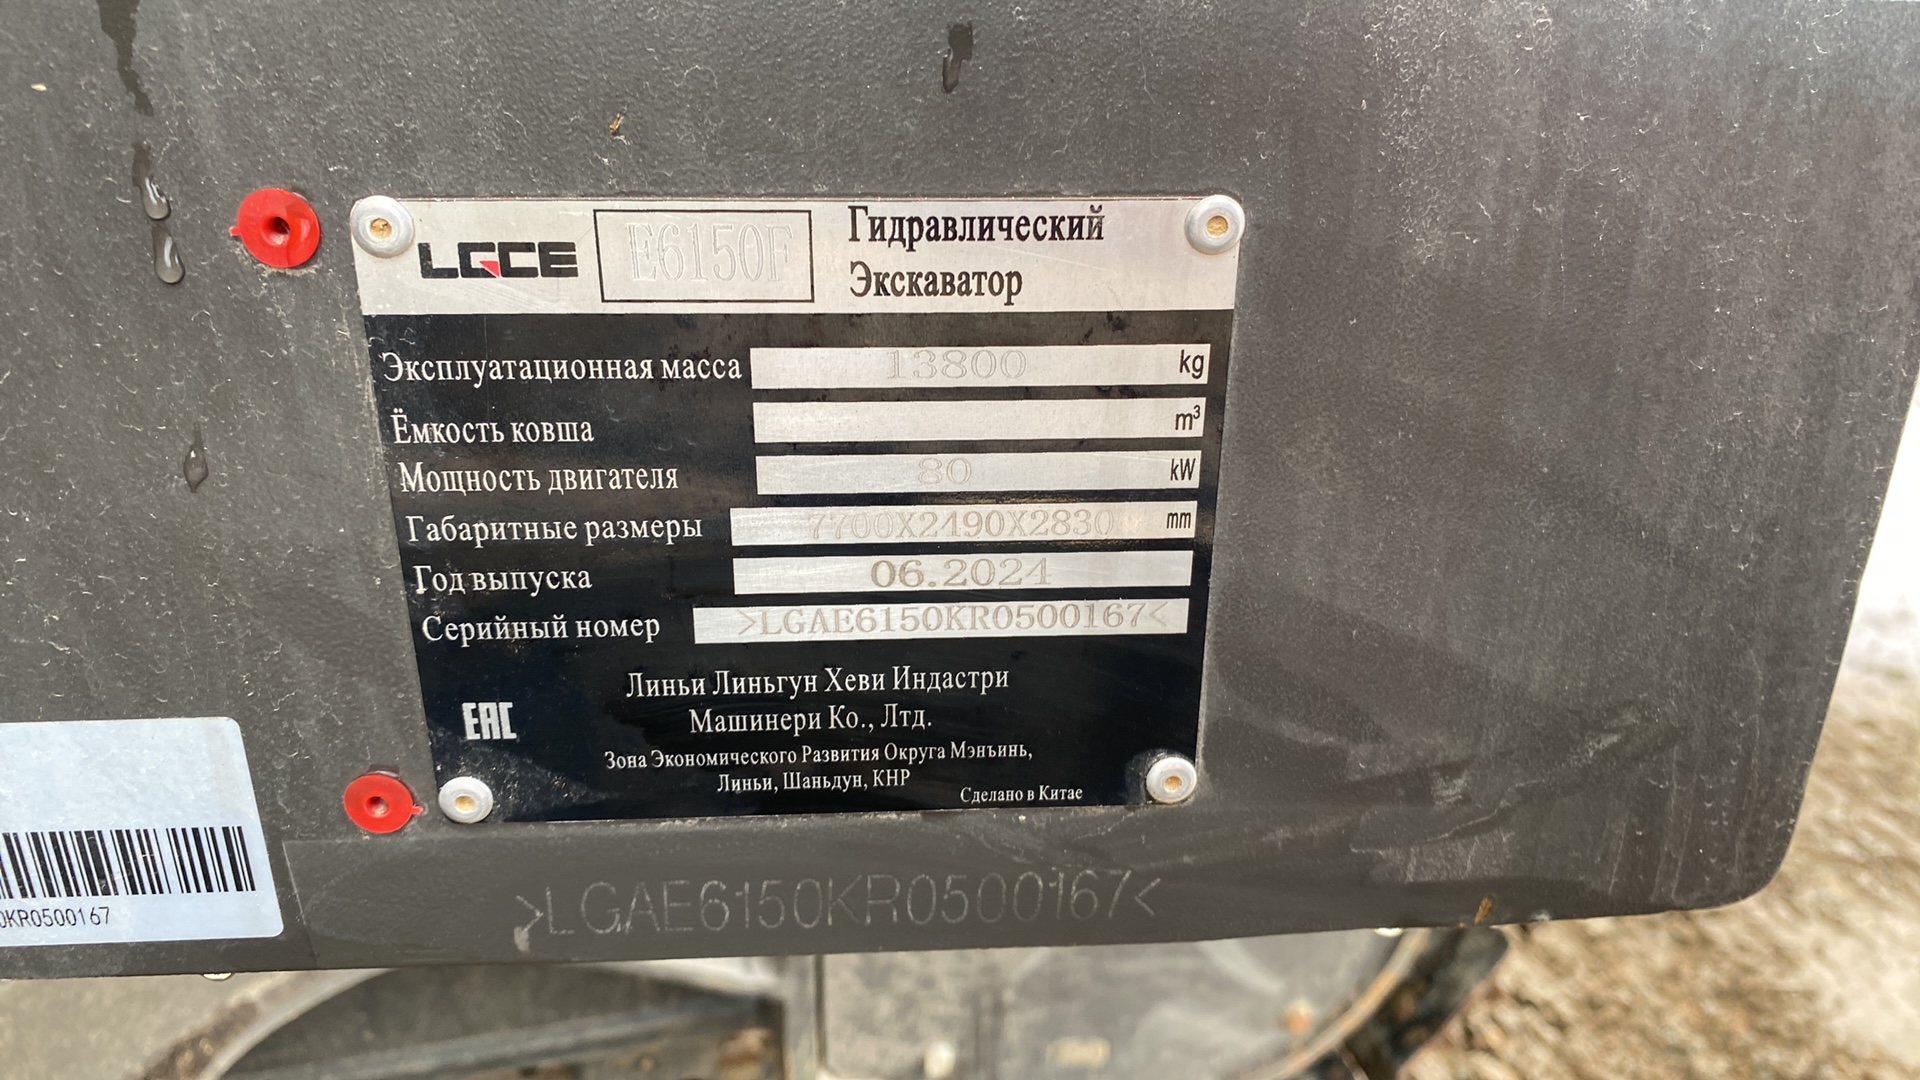 LGCE E6150F Гидравлический
Экскаватор
Эксплуатационная масса 13800 kg
Ёмкость ковша m³
Мощность двигателя 80 kW
Габаритные размеры 7700X2490X2830 mm
Год выпуска 06.2024
Серийный номер >LGAE6150KR0500167<
Линьи Линьгун Хеви Индастри
Машинери Ко., Лтд.
EAC
Зона Экономического Развития Округа Мэнъинь,
Линьи, Шаньдун, КНР
Сделано в Китае
>LGAE6150KR0500167<
0KR0500167